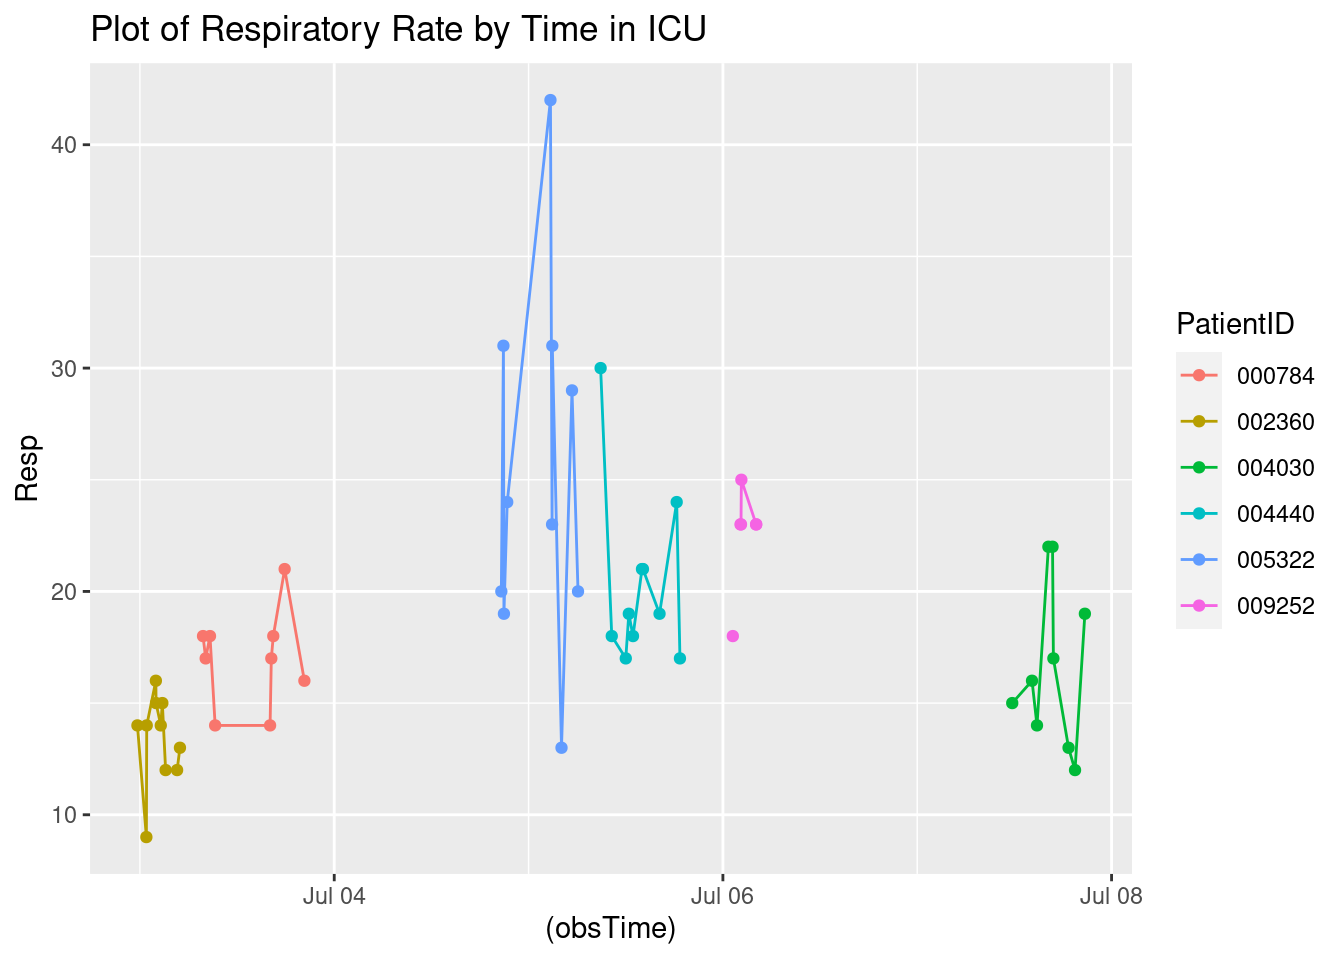 Plot of Respiratory Rate by Time in ICU
Resp
40
30
20
10
Jul 04
Jul 06
Jul 08
(obsTime)
PatientID
000784
002360
004030
004440
005322
009252